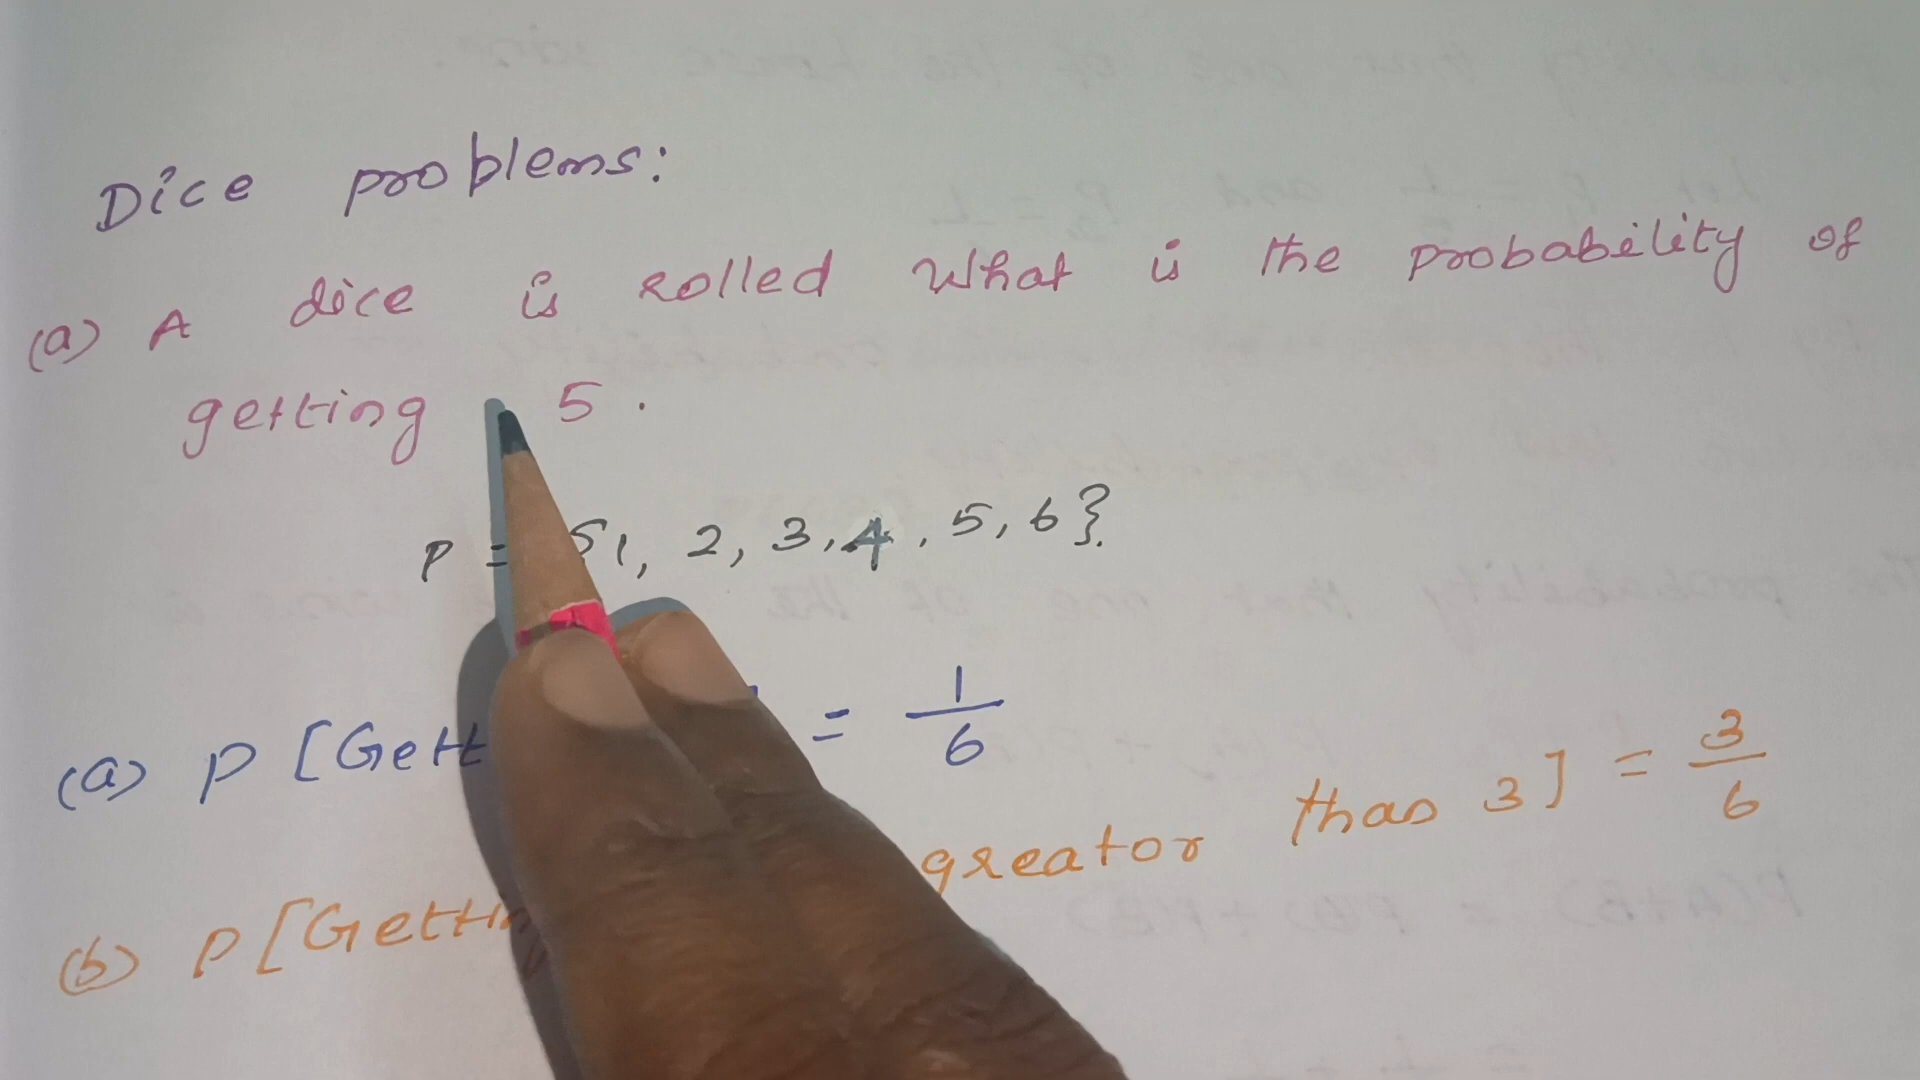 Dice problems:
(a) A dice is rolled what is the probability of
getting 5.
P = {1, 2, 3, 4, 5, 6}.
(a) P [Gett = 1/6
(b) P [Gettin greator than 3] = 3/6